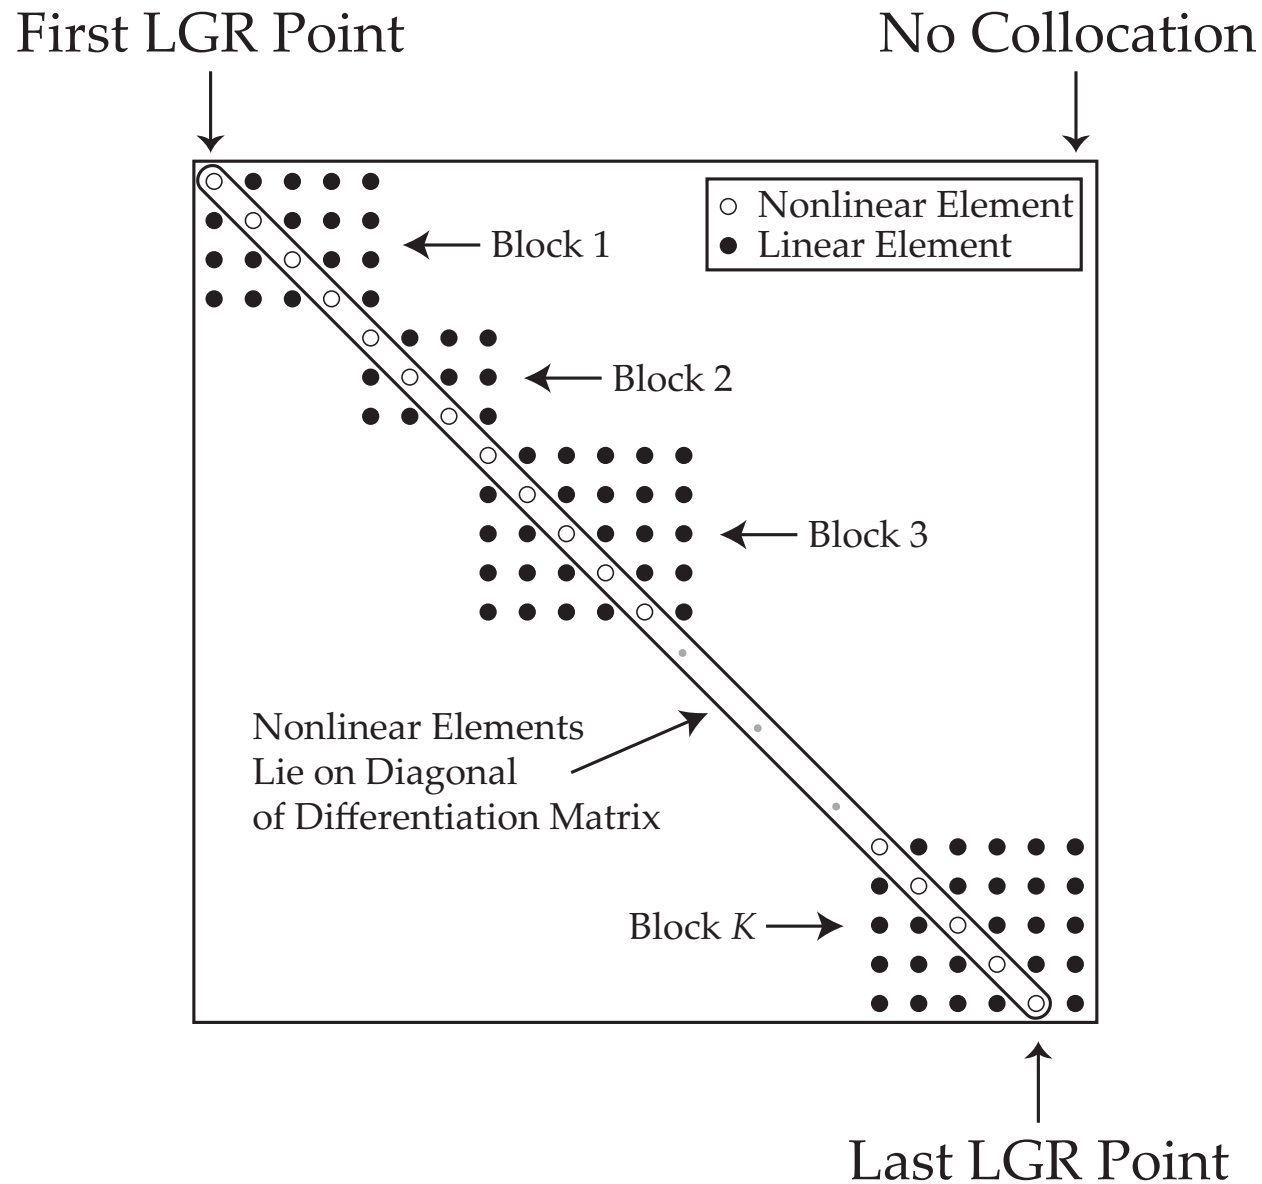 First LGR Point
No Collocation
Nonlinear Element
Linear Element
Block 1
Block 2
Block 3
Nonlinear Elements
Lie on Diagonal
of Differentiation Matrix
Block K
Last LGR Point